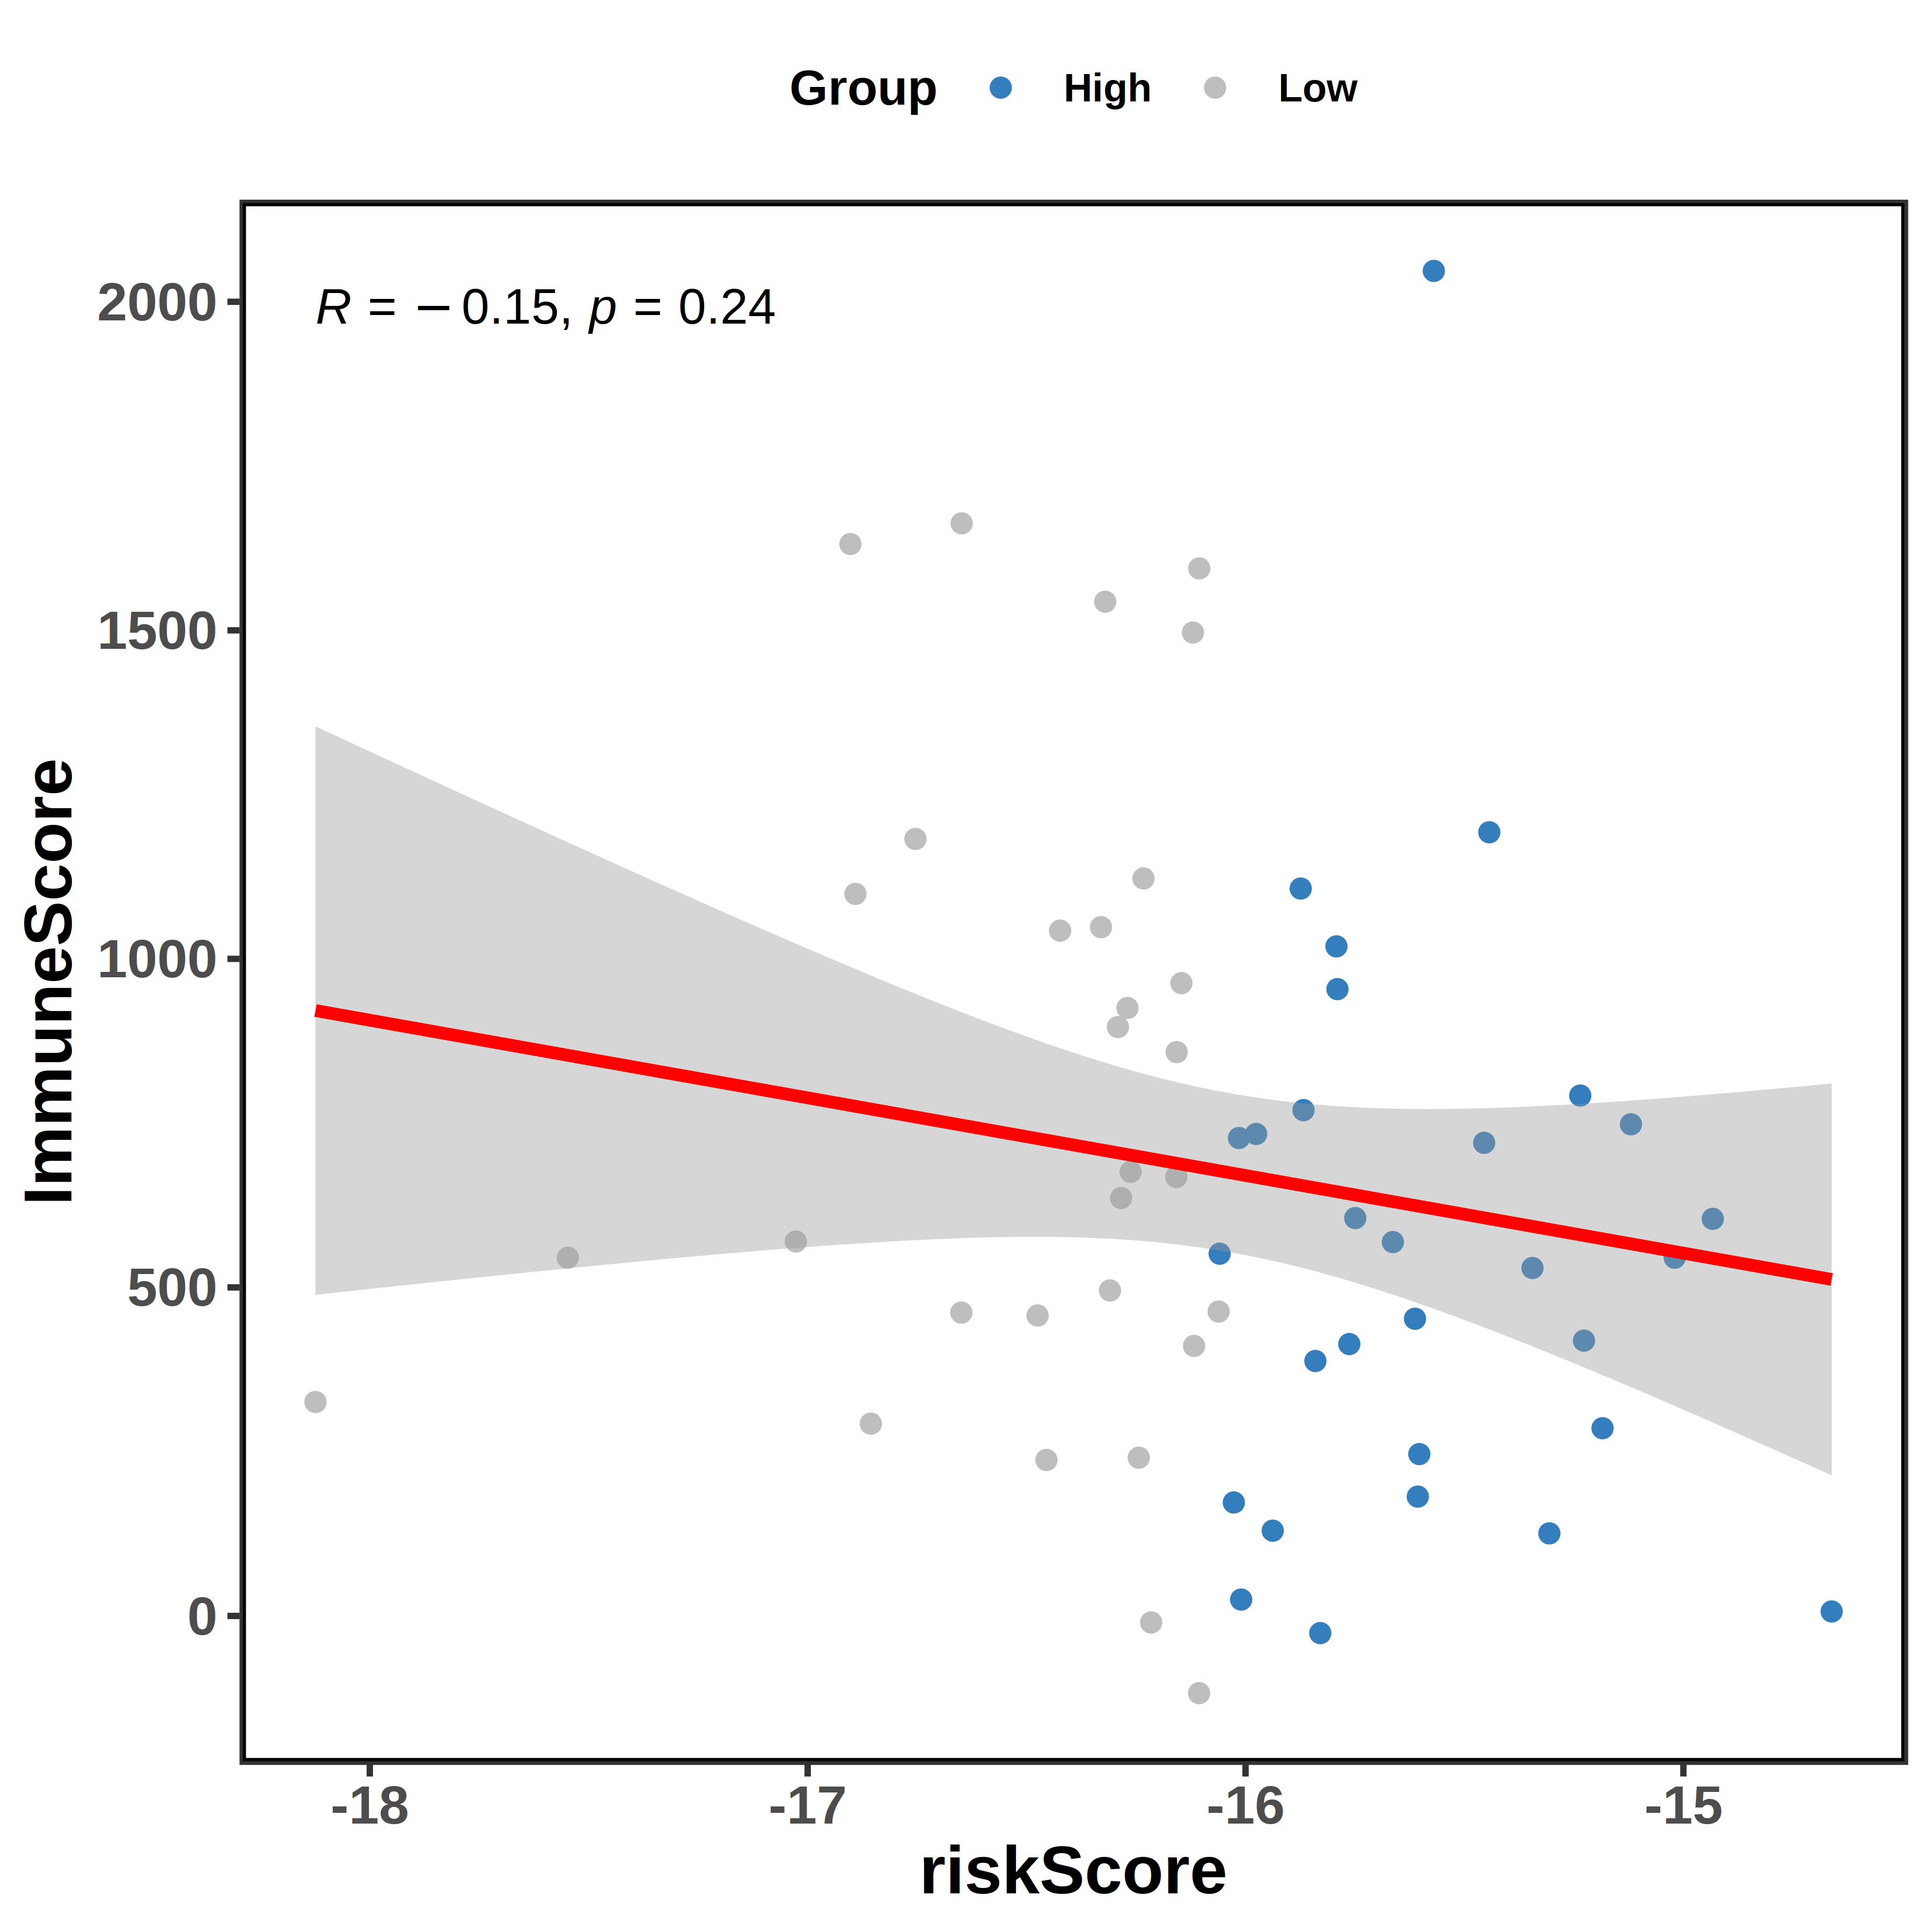 Group High Low
R = −0.15, p = 0.24
2000
1500
1000
500
0
ImmuneScore
-18 -17 -16 -15
riskScore